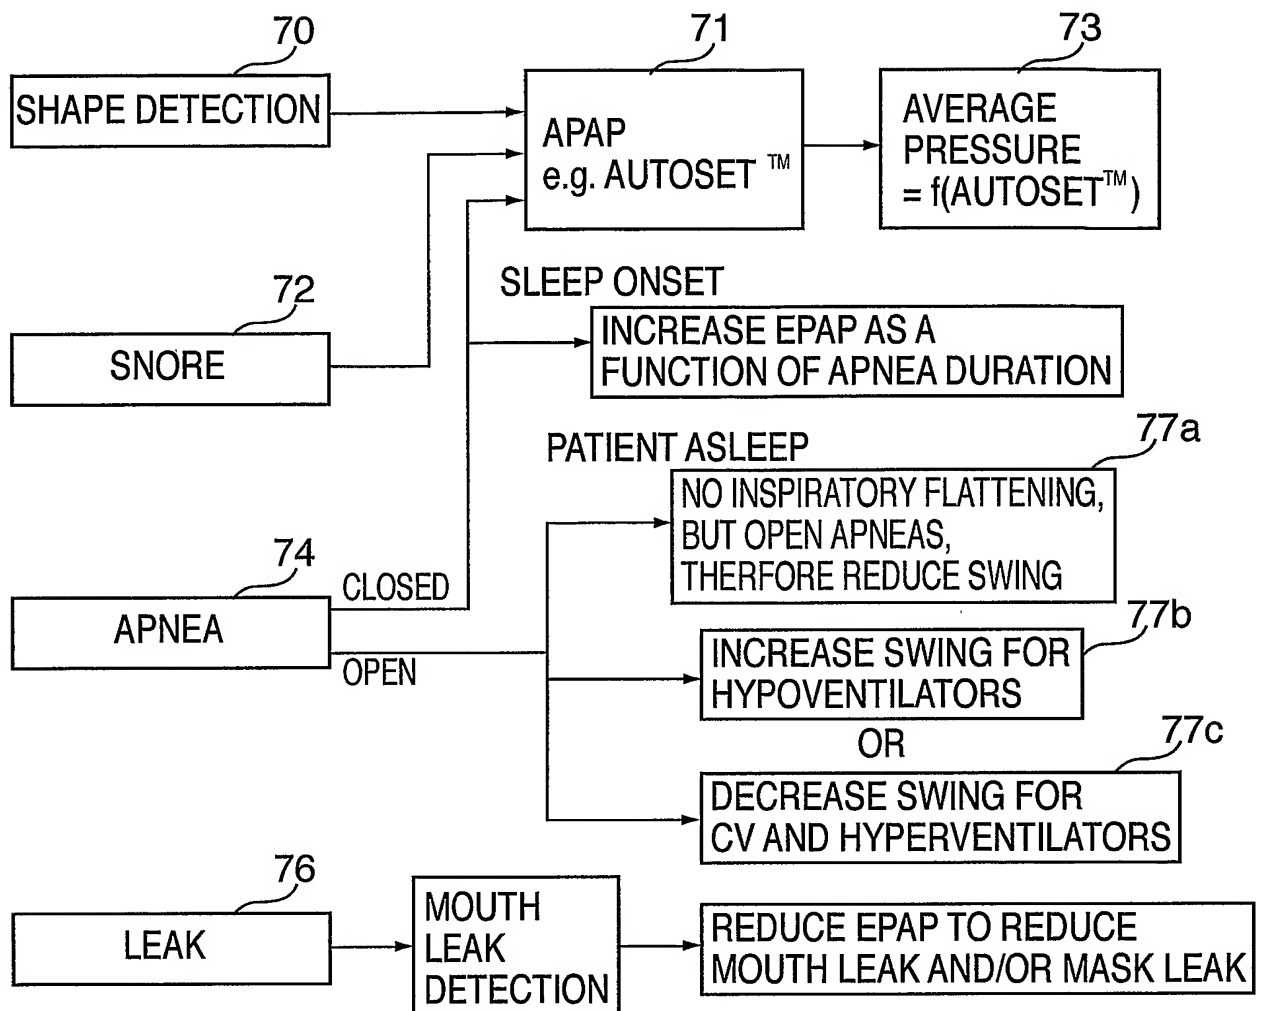 70
SHAPE DETECTION
71
APAP
e.g. AUTOSET™
73
AVERAGE
PRESSURE
= f(AUTOSET™)
72
SNORE
SLEEP ONSET
INCREASE EPAP AS A
FUNCTION OF APNEA DURATION
74
APNEA
CLOSED
OPEN
PATIENT ASLEEP
77a
NO INSPIRATORY FLATTENING,
BUT OPEN APNEAS,
THERFORE REDUCE SWING
77b
INCREASE SWING FOR
HYPOVENTILATORS
OR
77c
DECREASE SWING FOR
CV AND HYPERVENTILATORS
76
LEAK
MOUTH
LEAK
DETECTION
REDUCE EPAP TO REDUCE
MOUTH LEAK AND/OR MASK LEAK